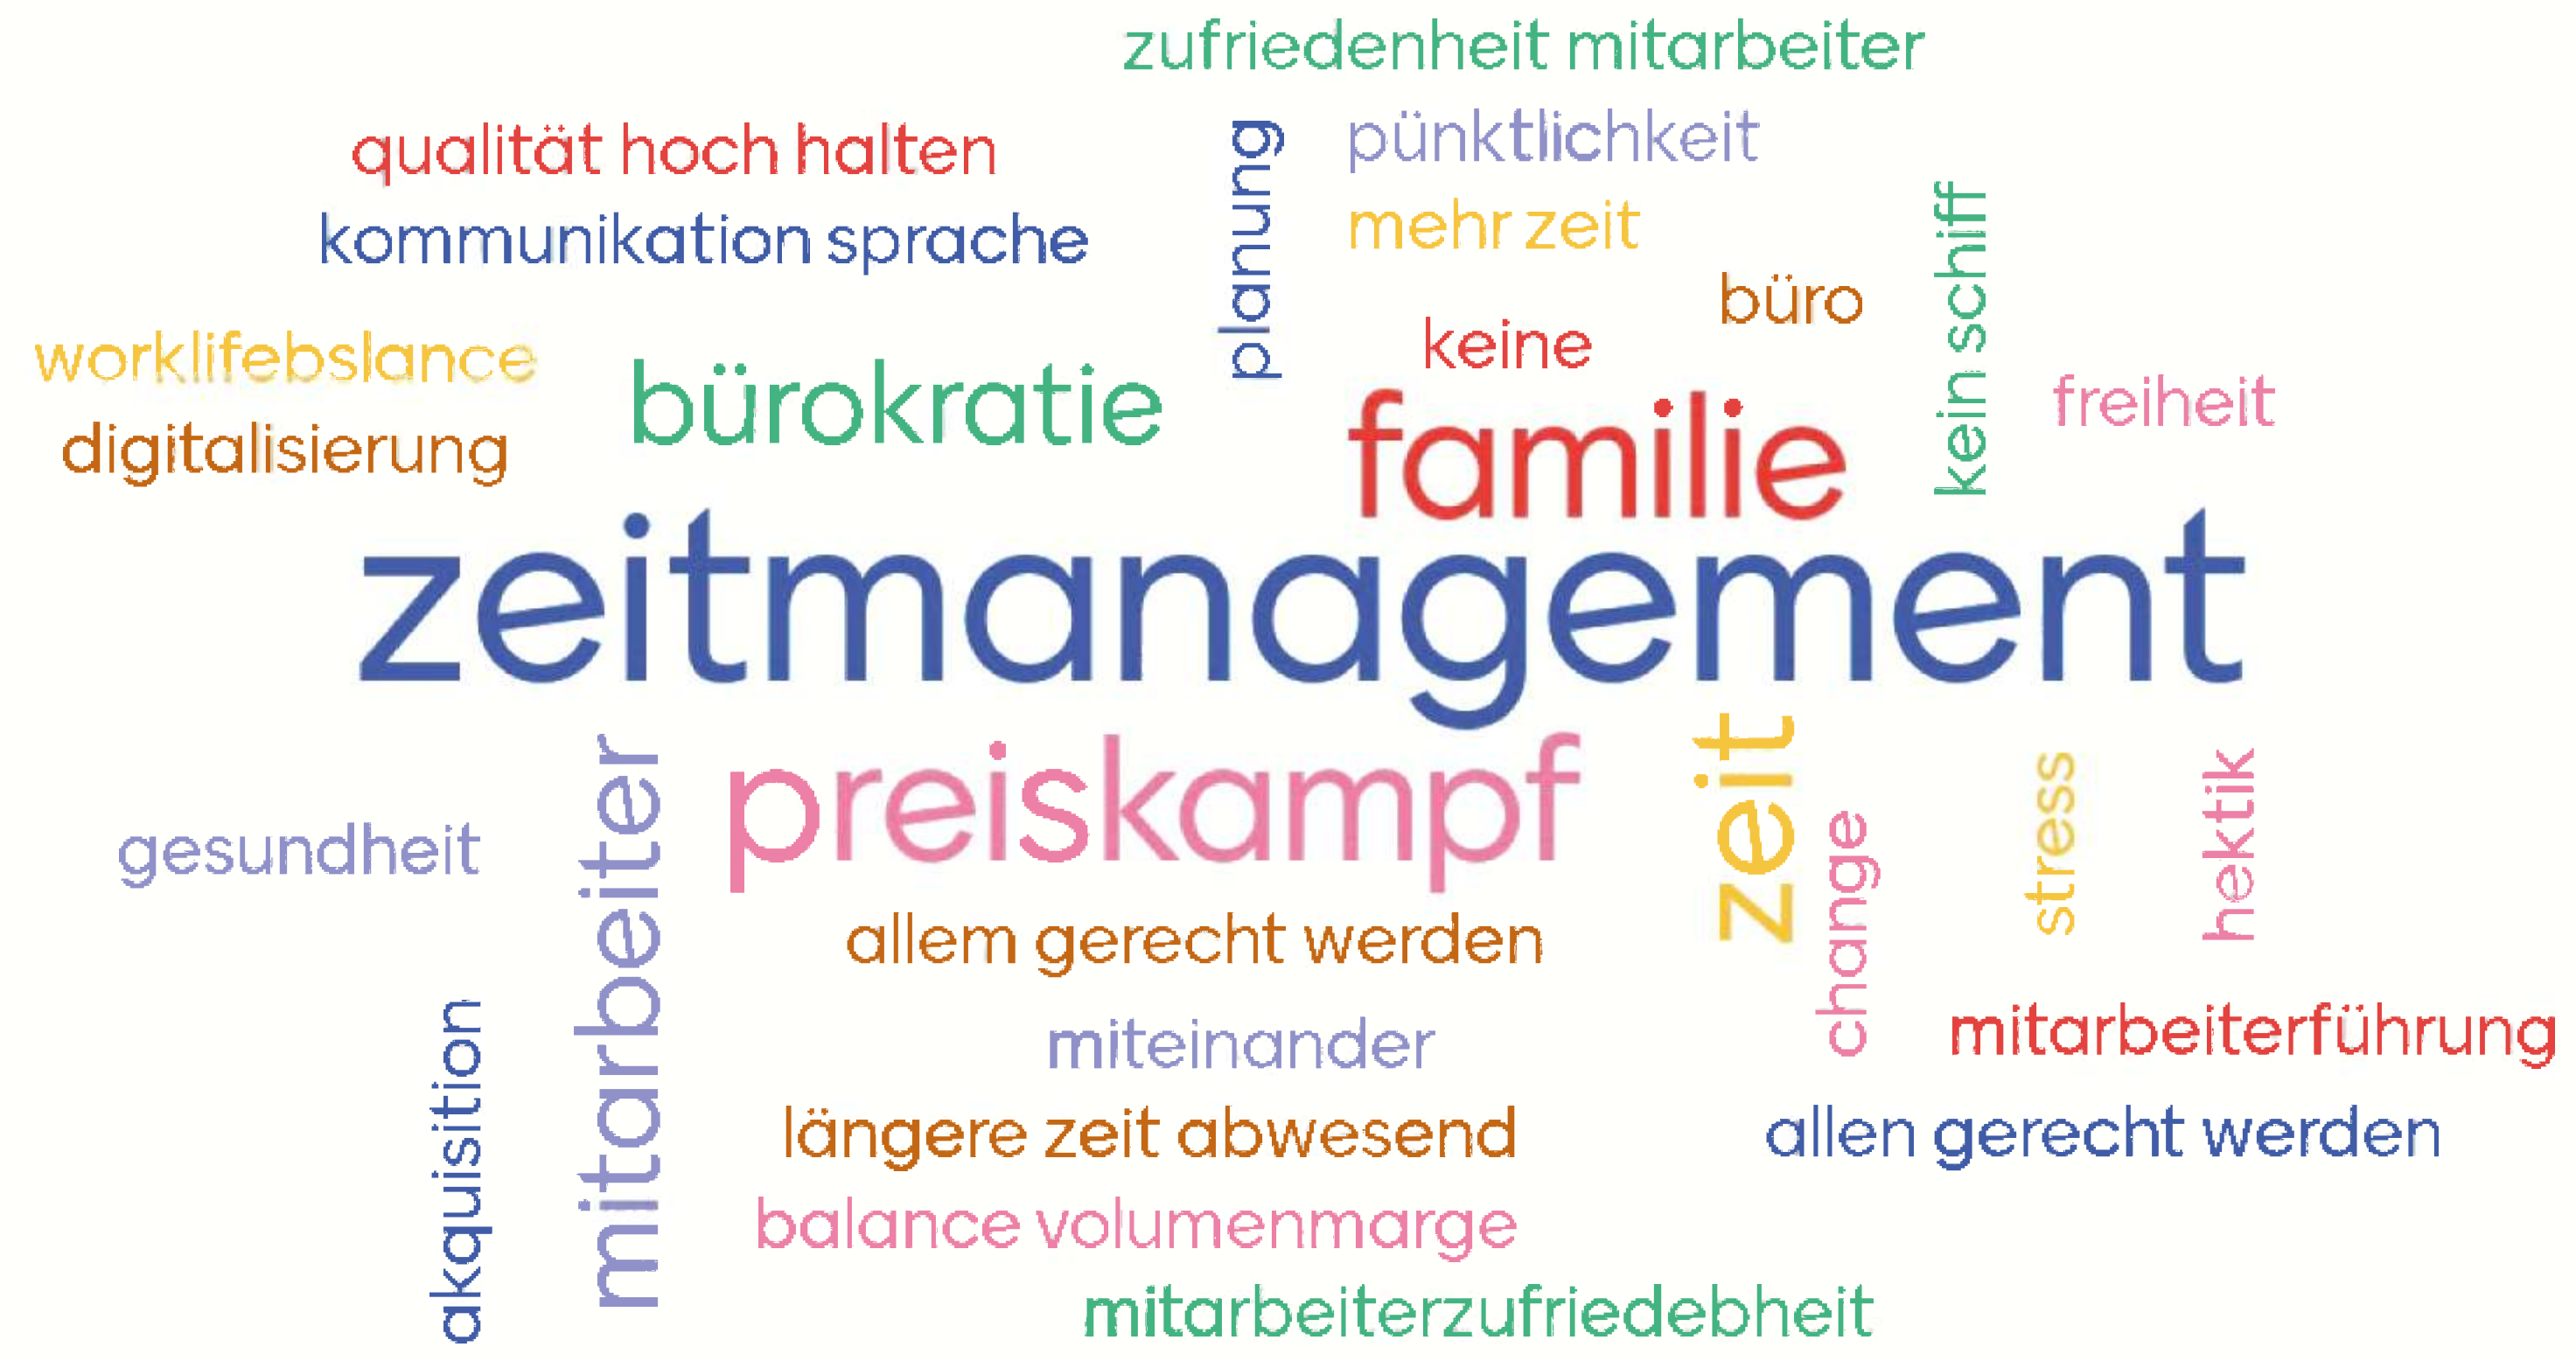 zufriedenheit mitarbeiter
qualität hoch halten
planung
pünktlichkeit
kommunikation sprache
mehr zeit
kein schiff
büro
worklifebslance
keine
bürokratie
familie
freiheit
digitalisierung
zeitmanagement
mitarbeiter
preiskampf
zeit
stress
hektik
gesundheit
change
allem gerecht werden
akquisition
miteinander
mitarbeiterführung
längere zeit abwesend
allen gerecht werden
balance volumenmarge
mitarbeiterzufriedebheit